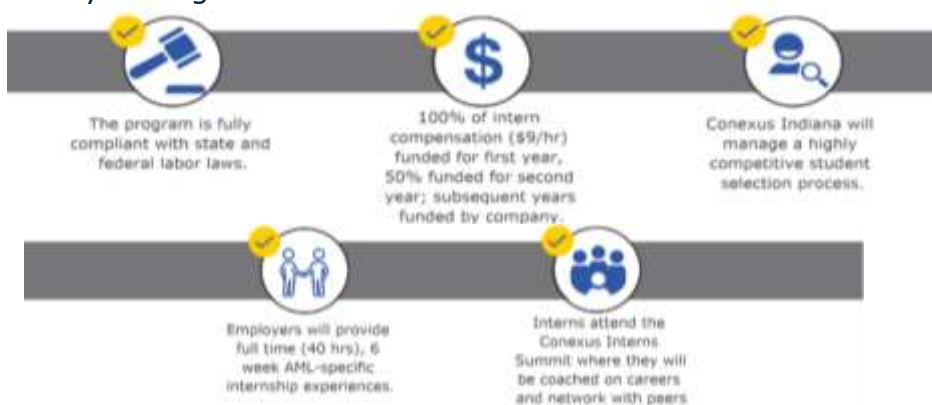 The program is fully
compliant with state and
federal labor laws.
$
100% of intern
compensation ($9/hr)
funded for first year,
50% funded for second
year; subsequent years
funded by company.
Conexus Indiana will
manage a highly
competitive student
selection process.
Employers will provide
full time (40 hrs), 6
week AML-specific
internship experiences.
Interns attend the
Conexus Interns
Summit where they will
be coached on careers
and network with peers